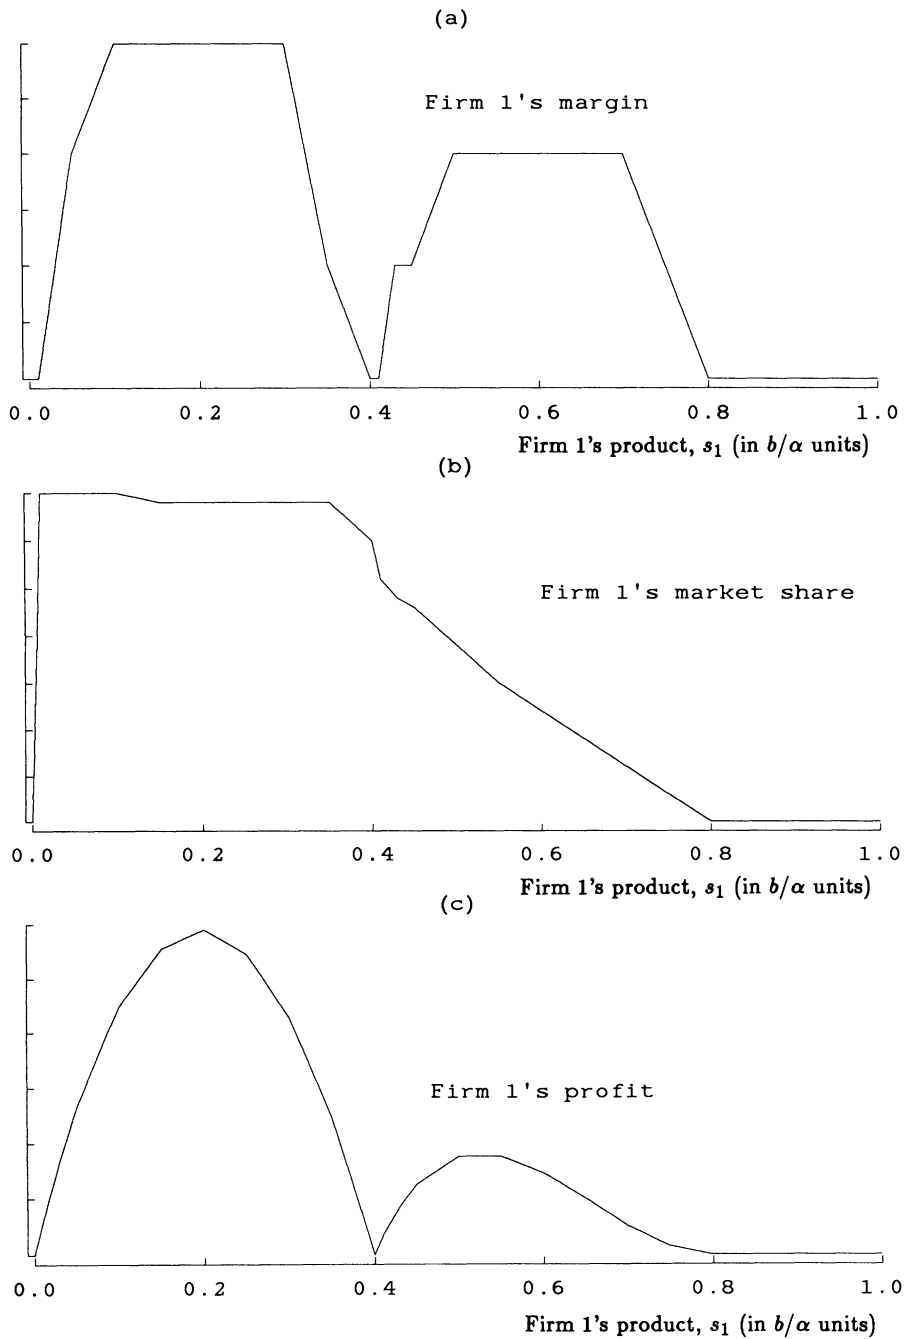 (a)
Firm 1's margin
0.0 0.2 0.4 0.6 0.8 1.0
Firm 1's product, s₁ (in b/α units)
(b)
Firm 1's market share
0.0 0.2 0.4 0.6 0.8 1.0
Firm 1's product, s₁ (in b/α units)
(c)
Firm 1's profit
0.0 0.2 0.4 0.6 0.8 1.0
Firm 1's product, s₁ (in b/α units)